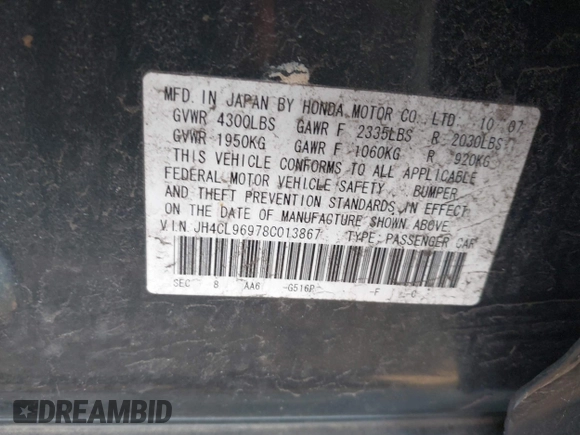 MFD. IN JAPAN BY HONDA MOTOR CO., LTD. 10/07
GVWR 4300LBS GAWR F 2335LBS R 2030LBS
GVWR 1950KG GAWR F 1060KG R 920KG
THIS VEHICLE CONFORMS TO ALL APPLICABLE
FEDERAL MOTOR VEHICLE SAFETY, BUMPER
AND THEFT PREVENTION STANDARDS IN EFFECT
ON THE DATE OF MANUFACTURE SHOWN ABOVE.
V.I.N. JH4CL96978C013867 TYPE: PASSENGER CAR
SEC 8 AA6 -G516P -F -C
DREAMBID